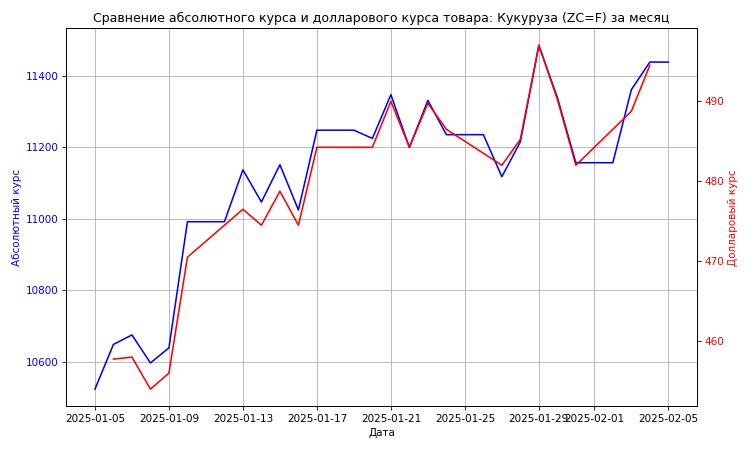 Сравнение абсолютного курса и долларового курса товара: Кукуруза (ZC=F) за месяц
Абсолютный курс
11400
11200
11000
10800
10600
490
480
470
460
Долларовый курс
2025-01-05 2025-01-09 2025-01-13 2025-01-17 2025-01-21 2025-01-25 2025-01-29 2025-02-01 2025-02-05
Дата